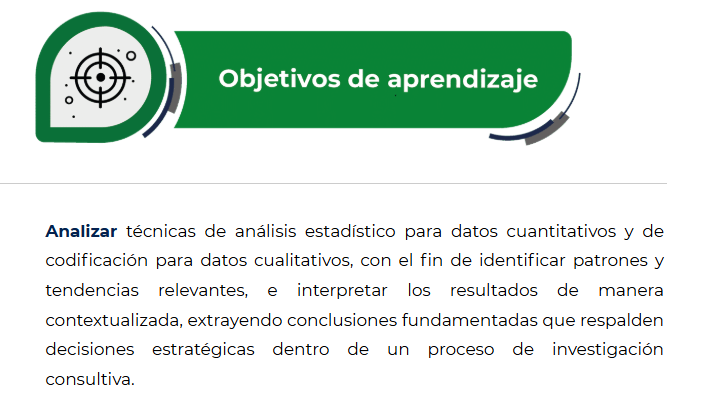 Objetivos de aprendizaje
Analizar técnicas de análisis estadístico para datos cuantitativos y de
codificación para datos cualitativos, con el fin de identificar patrones y
tendencias relevantes, e interpretar los resultados de manera
contextualizada, extrayendo conclusiones fundamentadas que respalden
decisiones estratégicas dentro de un proceso de investigación
consultiva.